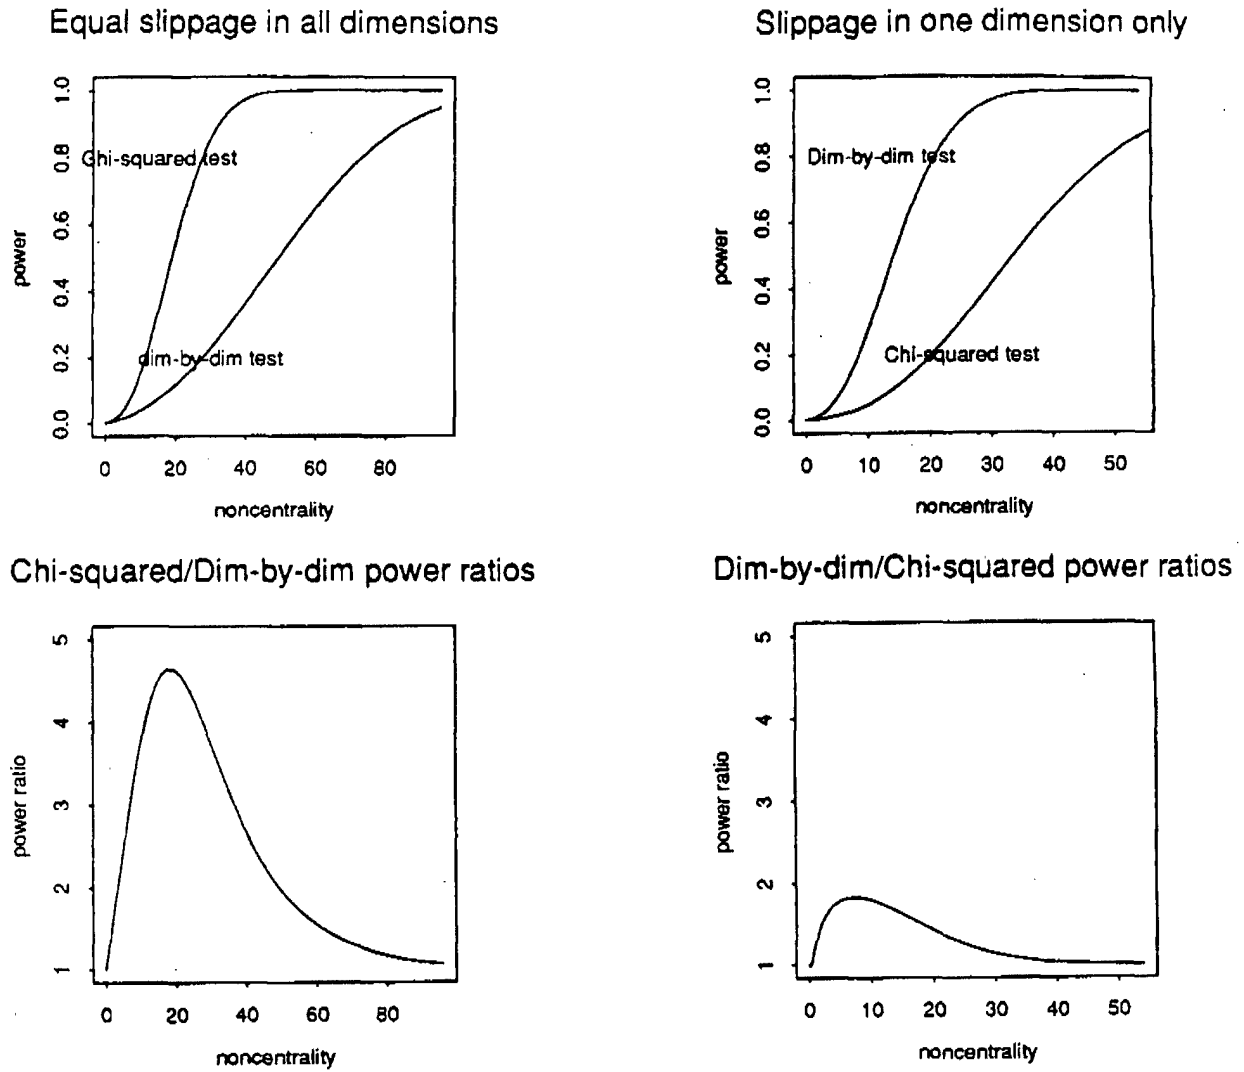 Equal slippage in all dimensions
1.0
0.8
0.6
0.4
0.2
0.0
power
Chi-squared test
dim-by-dim test
0 20 40 60 80
noncentrality
Slippage in one dimension only
1.0
0.8
0.6
0.4
0.2
0.0
power
Dim-by-dim test
Chi-squared test
0 10 20 30 40 50
noncentrality
Chi-squared/Dim-by-dim power ratios
5
4
3
2
1
power ratio
0 20 40 60 80
noncentrality
Dim-by-dim/Chi-squared power ratios
5
4
3
2
1
power ratio
0 10 20 30 40 50
noncentrality